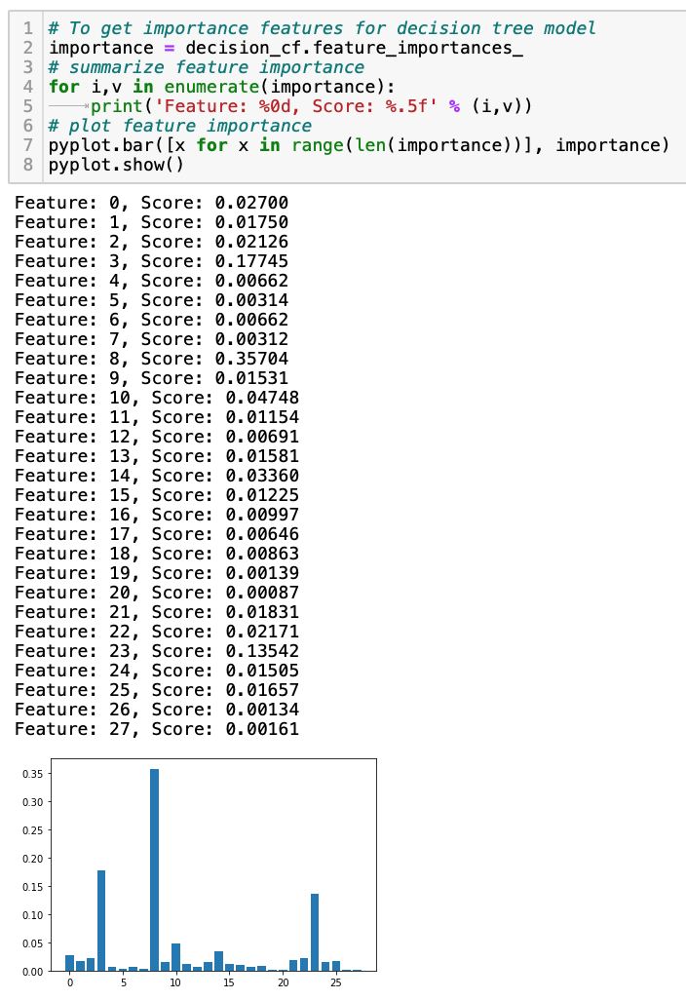 1 # To get importance features for decision tree model
2 importance = decision_cf.feature_importances_
3 # summarize feature importance
4 for i,v in enumerate(importance):
5 print('Feature: %0d, Score: %.5f' % (i,v))
6 # plot feature importance
7 pyplot.bar([x for x in range(len(importance))], importance)
8 pyplot.show()
Feature: 0, Score: 0.02700
Feature: 1, Score: 0.01750
Feature: 2, Score: 0.02126
Feature: 3, Score: 0.17745
Feature: 4, Score: 0.00662
Feature: 5, Score: 0.00314
Feature: 6, Score: 0.00662
Feature: 7, Score: 0.00312
Feature: 8, Score: 0.35704
Feature: 9, Score: 0.01531
Feature: 10, Score: 0.04748
Feature: 11, Score: 0.01154
Feature: 12, Score: 0.00691
Feature: 13, Score: 0.01581
Feature: 14, Score: 0.03360
Feature: 15, Score: 0.01225
Feature: 16, Score: 0.00997
Feature: 17, Score: 0.00646
Feature: 18, Score: 0.00863
Feature: 19, Score: 0.00139
Feature: 20, Score: 0.00087
Feature: 21, Score: 0.01831
Feature: 22, Score: 0.02171
Feature: 23, Score: 0.13542
Feature: 24, Score: 0.01505
Feature: 25, Score: 0.01657
Feature: 26, Score: 0.00134
Feature: 27, Score: 0.00161
0.35
0.30
0.25
0.20
0.15
0.10
0.05
0.00
0 5 10 15 20 25